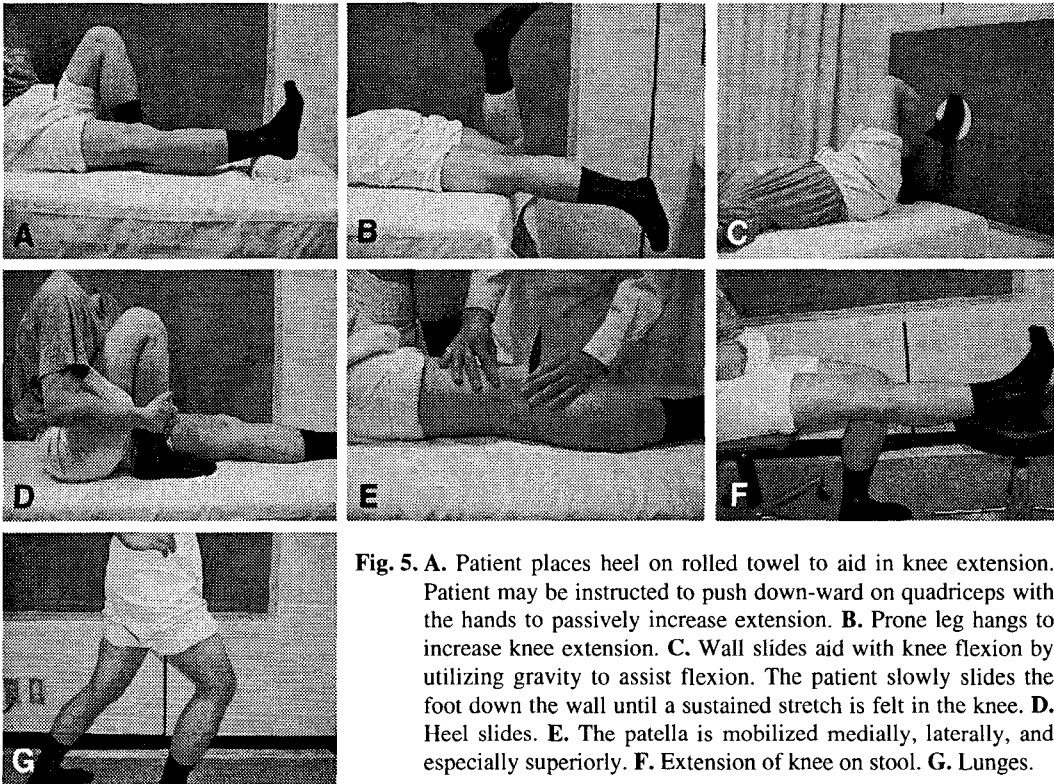 A
B
C
D
E
F
G
Fig. 5. A. Patient places heel on rolled towel to aid in knee extension.
Patient may be instructed to push down-ward on quadriceps with
the hands to passively increase extension. B. Prone leg hangs to
increase knee extension. C. Wall slides aid with knee flexion by
utilizing gravity to assist flexion. The patient slowly slides the
foot down the wall until a sustained stretch is felt in the knee. D.
Heel slides. E. The patella is mobilized medially, laterally, and
especially superiorly. F. Extension of knee on stool. G. Lunges.